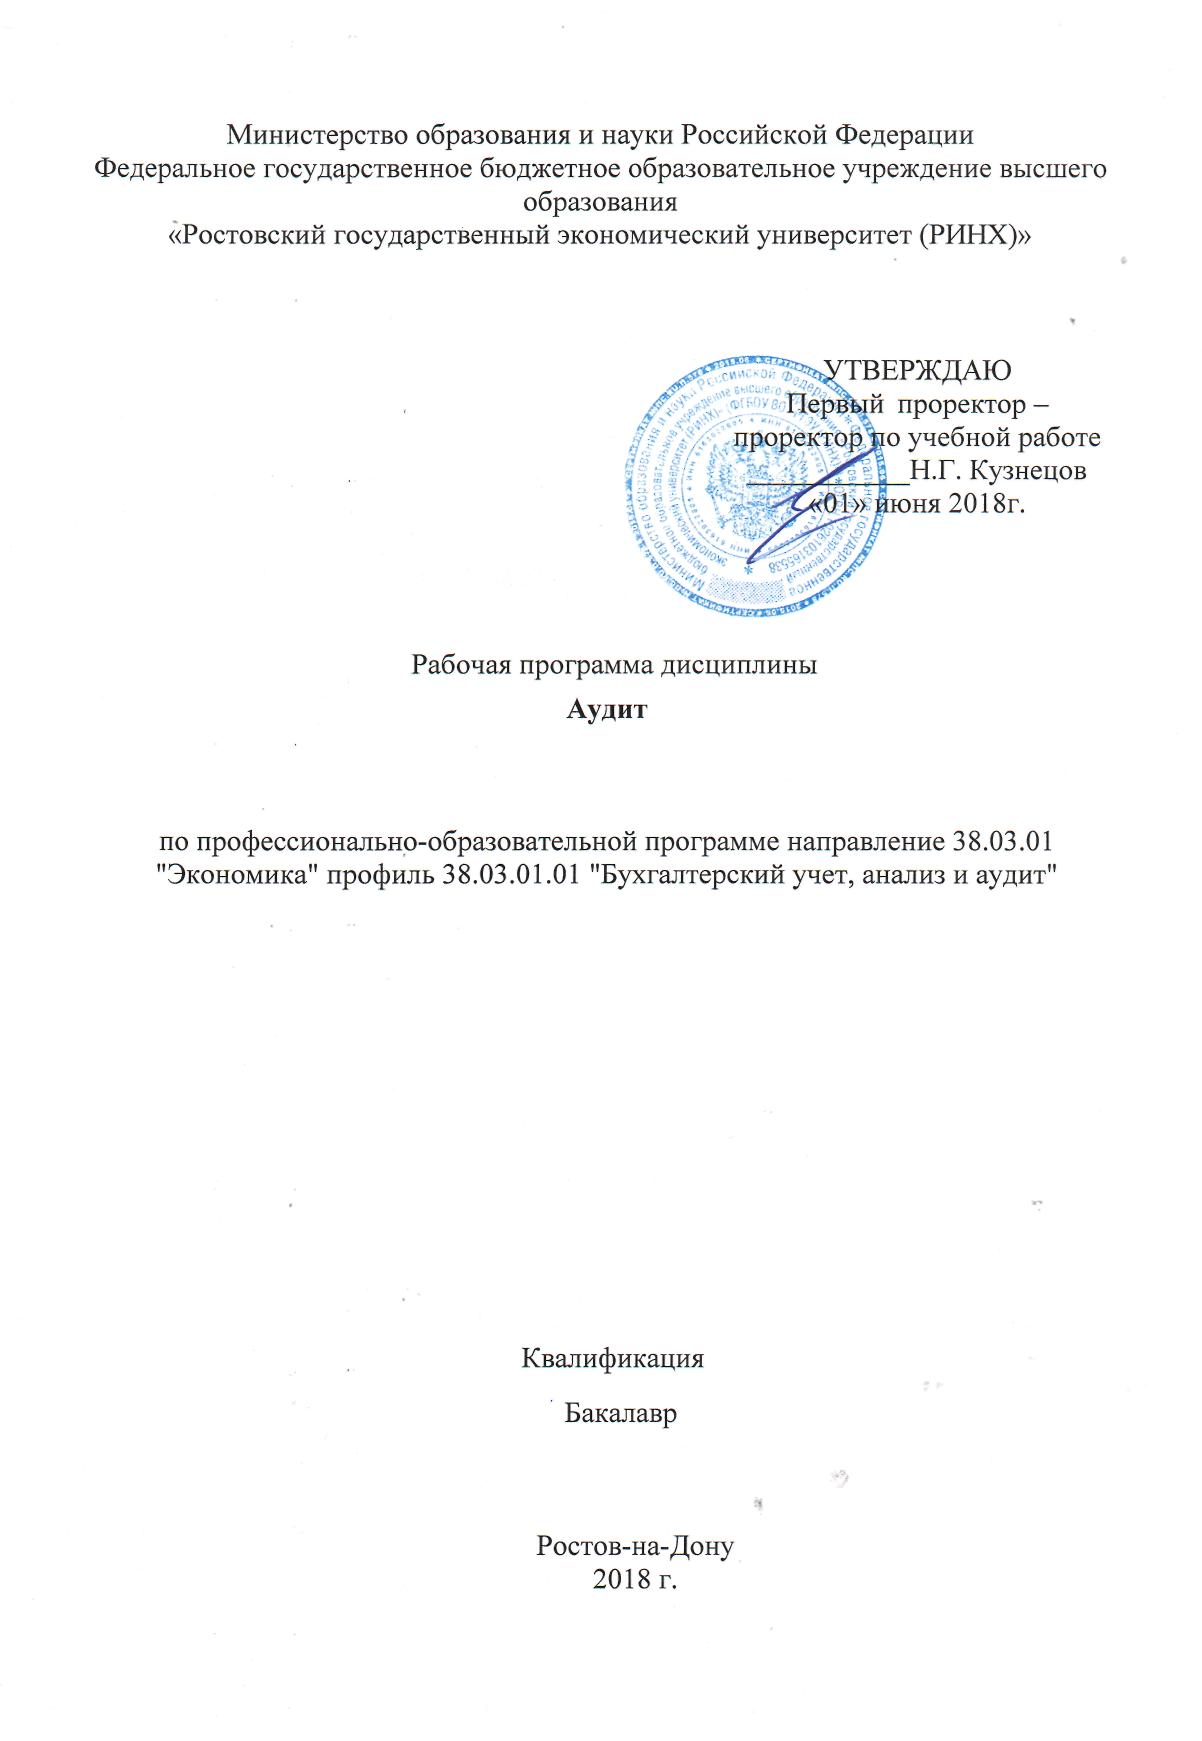 Министерство образования и науки Российской Федерации
Федеральное государственное бюджетное образовательное учреждение высшего
образования
«Ростовский государственный экономический университет (РИНХ)»
УТВЕРЖДАЮ
Первый проректор –
проректор по учебной работе
___________Н.Г. Кузнецов
«01» июня 2018г.
Рабочая программа дисциплины
Аудит
по профессионально-образовательной программе направление 38.03.01
"Экономика" профиль 38.03.01.01 "Бухгалтерский учет, анализ и аудит"
Квалификация
Бакалавр
Ростов-на-Дону
2018 г.